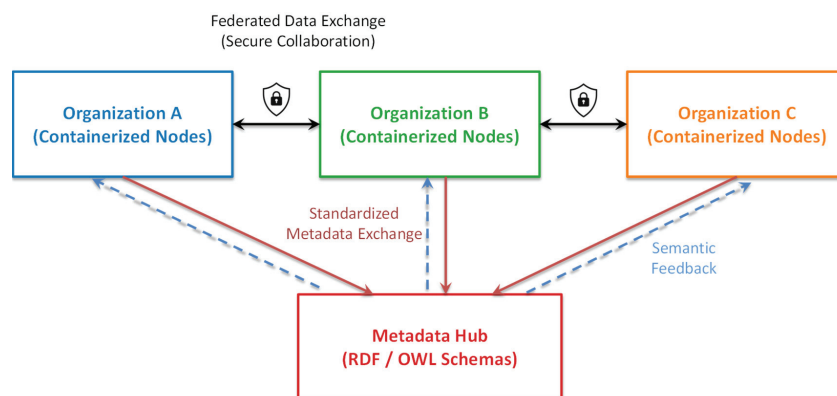 Federated Data Exchange
(Secure Collaboration)
Organization A
(Containerized Nodes)
Organization B
(Containerized Nodes)
Organization C
(Containerized Nodes)
Standardized
Metadata Exchange
Semantic
Feedback
Metadata Hub
(RDF / OWL Schemas)